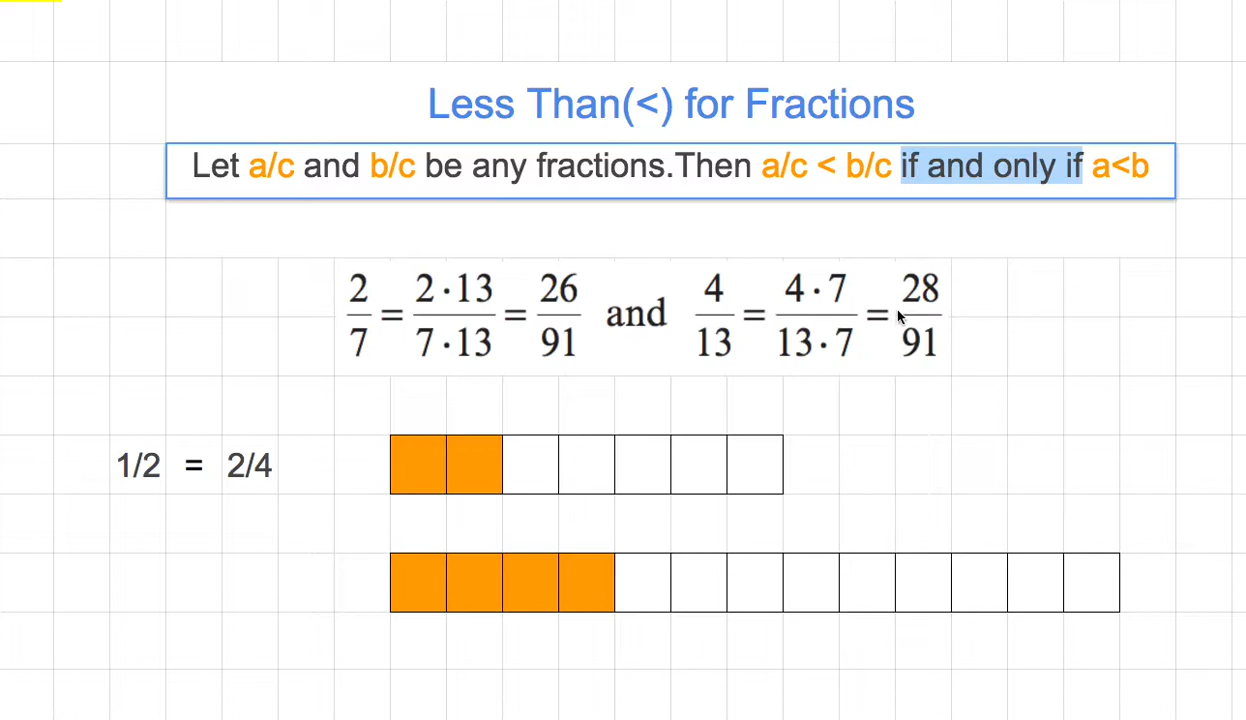 Less Than(<) for Fractions
Let a/c and b/c be any fractions.Then a/c < b/c if and only if a<b
2/7 = 2·13/7·13 = 26/91 and 4/13 = 4·7/13·7 = 28/91
1/2 = 2/4